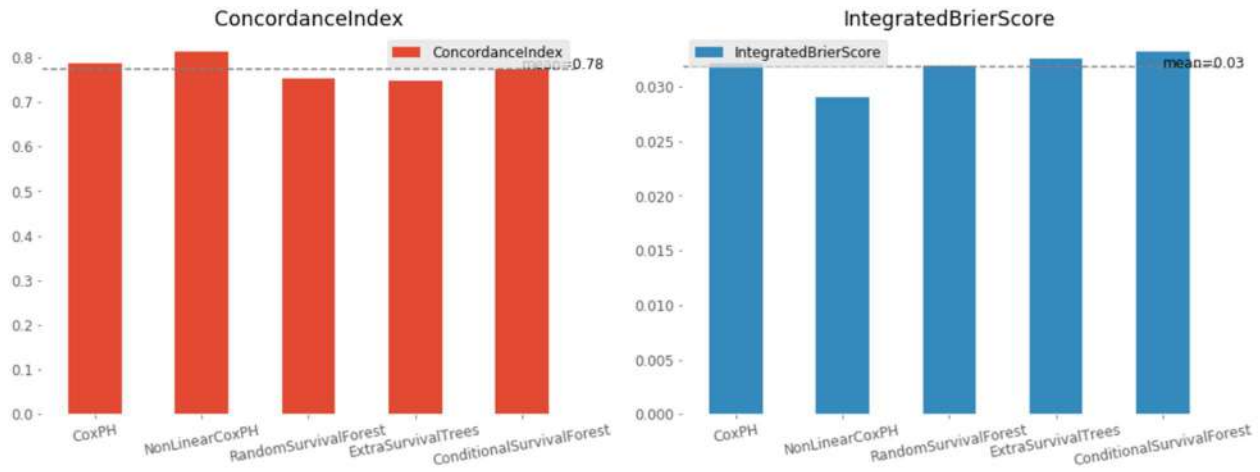 ConcordanceIndex
ConcordanceIndex
mean=0.78
0.8
0.7
0.6
0.5
0.4
0.3
0.2
0.1
0.0
CoxPH
NonLinearCoxPH
RandomSurvivalForest
ExtraSurvivalTrees
ConditionalSurvivalForest
IntegratedBrierScore
IntegratedBrierScore
mean=0.03
0.030
0.025
0.020
0.015
0.010
0.005
0.000
CoxPH
NonLinearCoxPH
RandomSurvivalForest
ExtraSurvivalTrees
ConditionalSurvivalForest